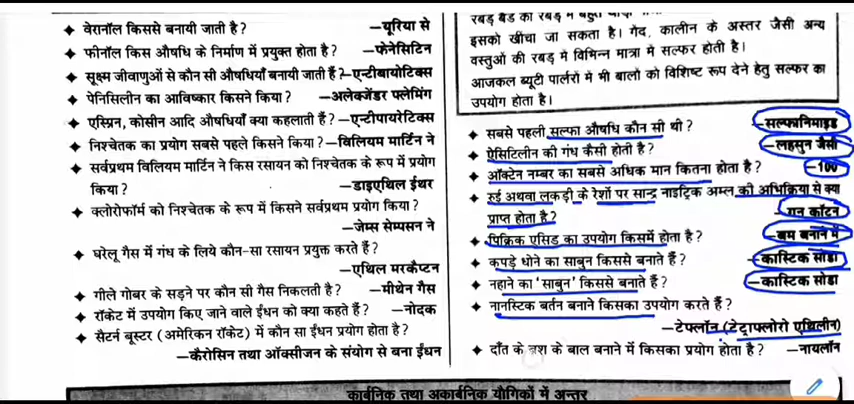 वेरानॉल किससे बनायी जाती है? —यूरिया से
फीनॉल किस औषधि के निर्माण में प्रयुक्त होता है? —फेनेसिटिन
सूक्ष्म जीवाणुओं से कौन सी औषधियाँ बनायी जाती हैं?—एन्टीबायोटिक्स
पेनिसिलीन का आविष्कार किसने किया? —अलेक्जेंडर फ्लेमिंग
एस्प्रिन, कोसीन आदि औषधियाँ क्या कहलाती हैं?—एन्टीपायरेटिक्स
निश्चेतक का प्रयोग सबसे पहले किसने किया?—विलियम मार्टिन ने
सर्वप्रथम विलियम मार्टिन ने किस रसायन को निश्चेतक के रूप में प्रयोग
किया? —डाइएथिल ईथर
क्लोरोफॉर्म को निश्चेतक के रूप में किसने सर्वप्रथम प्रयोग किया?
—जेम्स सेम्पसन ने
घरेलू गैस में गंध के लिये कौन-सा रसायन प्रयुक्त करते हैं?
—एथिल मरकैप्टन
गीले गोबर के सड़ने पर कौन सी गैस निकलती है? —मीथेन गैस
रॉकेट में उपयोग किए जाने वाले ईंधन को क्या कहते हैं? —नोदक
सैटर्न बूस्टर (अमेरिकन रॉकेट) में कौन सा ईंधन प्रयोग होता है?
—कैरोसिन तथा ऑक्सीजन के संयोग से बना ईंधन
रबड़ बैंड की रबड़ में बहुत
इसको खींचा जा सकता है। गेंद, कालीन के अस्तर जैसी अन्य
वस्तुओं की रबड़ में विभिन्न मात्रा में सल्फर होती है।
आजकल ब्यूटी पार्लरों में भी बालों को विशिष्ट रूप देने हेतु सल्फर का
उपयोग होता है।
सबसे पहली सल्फा औषधि कौन सी थी? —सल्फानिमाइड
ऐसिटिलीन की गंध कैसी होती है? —लहसुन जैसी
ऑक्टेन नम्बर का सबसे अधिक मान कितना होता है? —100
रुई अथवा लकड़ी के रेशों पर सान्द्र नाइट्रिक अम्ल की अभिक्रिया से क्या
प्राप्त होता है? —गन कॉटन
पिक्रिक एसिड का उपयोग किसमें होता है? —बम बनाने में
कपड़े धोने का साबुन किससे बनाते हैं? —कास्टिक सोडा
नहाने का 'साबुन' किससे बनाते हैं? —कास्टिक सोडा
नानस्टिक बर्तन बनाने किसका उपयोग करते हैं?
—टेफ्लॉन (टेट्राफ्लोरो एथिलीन)
दाँत के ब्रश के बाल बनाने में किसका प्रयोग होता है? —नायलॉन
कार्बनिक तथा अकार्बनिक यौगिकों में अन्तर